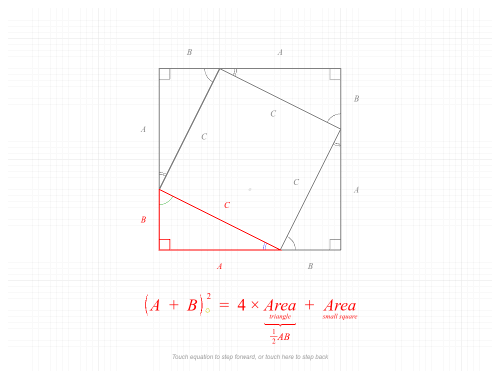 B A
B
A
C
C
C
A
B
C
A B
(A + B)² = 4 × Area + Area
triangle small square
½AB
Touch equation to step forward, or touch here to step back